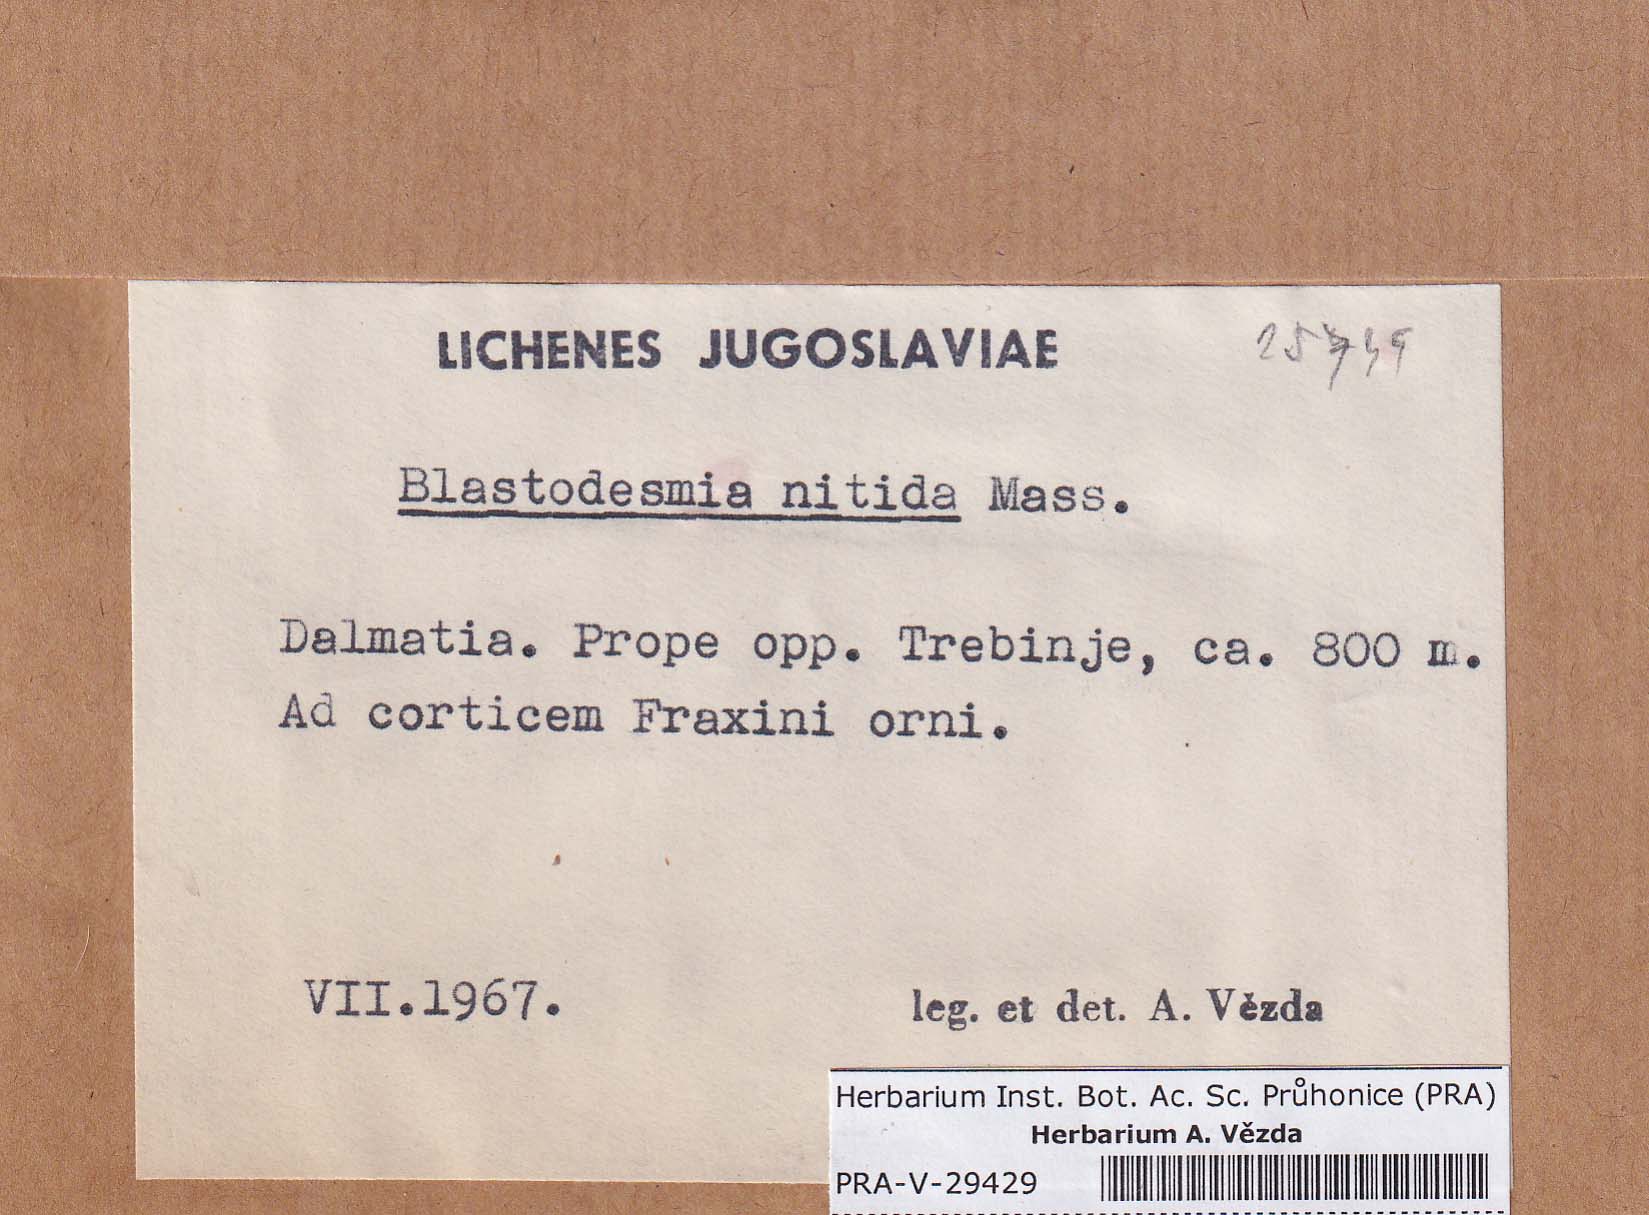 LICHENES JUGOSLAVIAE
Blastodesmia nitida Mass.
Dalmatia. Prope opp. Trebinje, ca. 800 m.
Ad corticem Fraxini orni.
VII.1967.
leg. et det. A. Vězda
Herbarium Inst. Bot. Ac. Sc. Průhonice (PRA)
Herbarium A. Vězda
PRA-V-29429